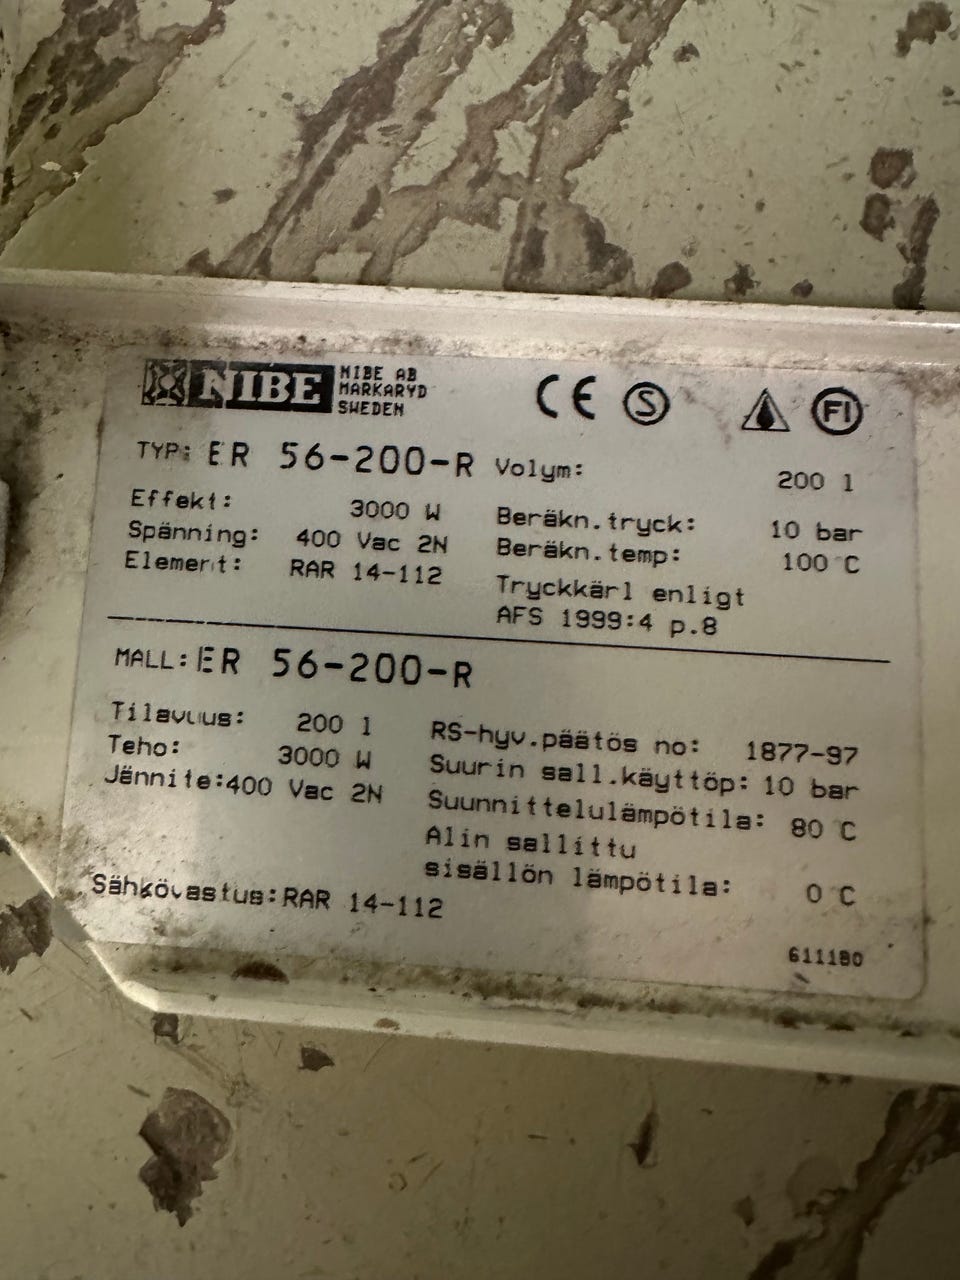 NIBE
NIBE AB
MARKARYD
SWEDEN
CE S FI
TYP: ER 56-200-R
Effekt: 3000 W
Spänning: 400 Vac 2N
Element: RAR 14-112
Volym: 200 l
Beräkn.tryck: 10 bar
Beräkn.temp: 100 C
Tryckkärl enligt
AFS 1999:4 p.8
MALL: ER 56-200-R
Tilavuus: 200 l
Teho: 3000 W
Jännite:400 Vac 2N
Sähkövastus:RAR 14-112
RS-hyv.päätös no: 1877-97
Suurin sall.käyttöp: 10 bar
Suunnittelulämpötila: 80 C
Alin sallittu
sisällön lämpötila: 0 C
611180